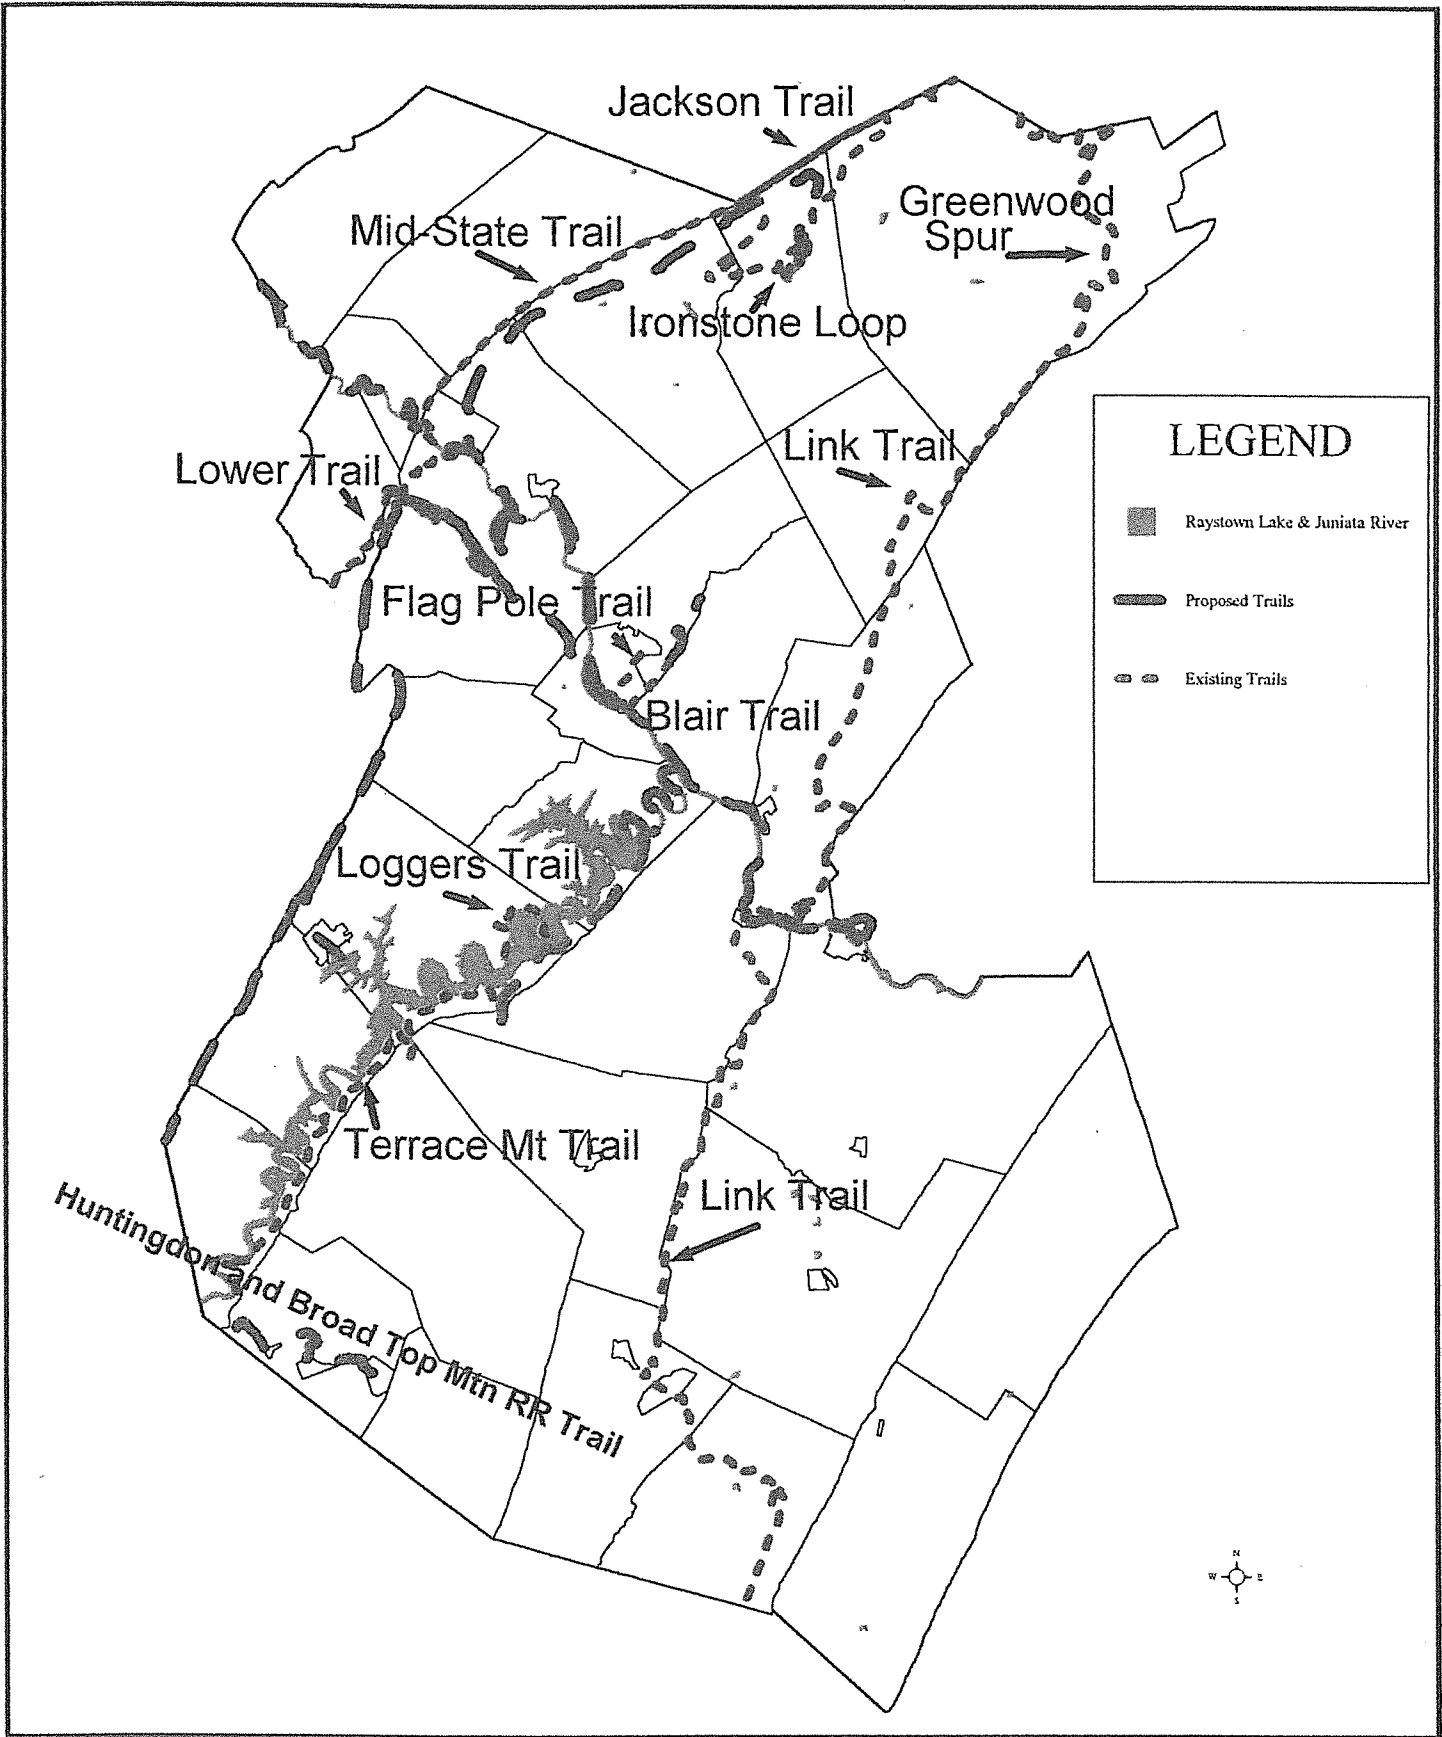 Jackson Trail
Greenwood
Spur
Mid-State Trail
Ironstone Loop
Link Trail
Lower Trail
LEGEND
Raystown Lake & Juniata River
Proposed Trails
Existing Trails
Flag Pole Trail
Blair Trail
Loggers Trail
Terrace Mt Trail
Link Trail
Huntingdon and Broad Top Mtn RR Trail
N
W
E
S